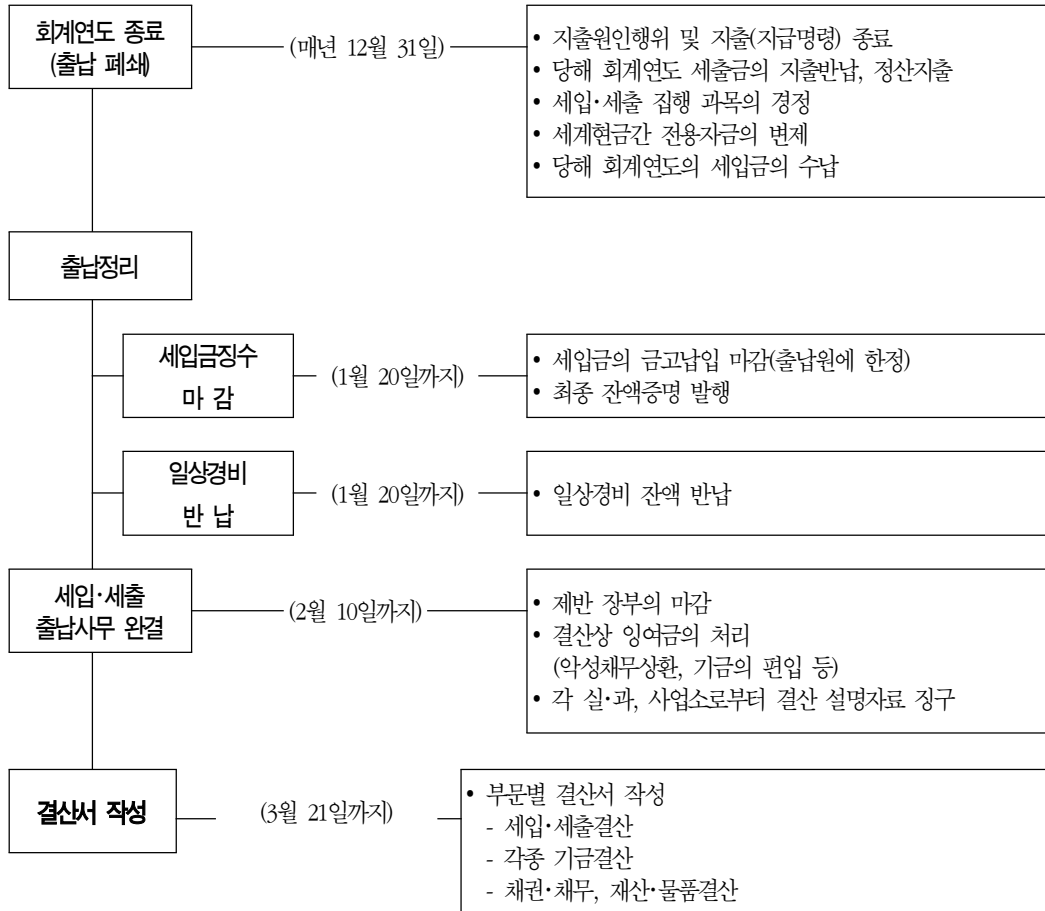 회계연도 종료
(출납 폐쇄)
(매년 12월 31일)
• 지출원인행위 및 지출(지급명령) 종료
• 당해 회계연도 세출금의 지출반납, 정산지출
• 세입·세출 집행 과목의 경정
• 세계현금간 전용자금의 변제
• 당해 회계연도의 세입금의 수납
출납정리
세입금징수
마 감
(1월 20일까지)
• 세입금의 금고납입 마감(출납원에 한정)
• 최종 잔액증명 발행
일상경비
반 납
(1월 20일까지)
• 일상경비 잔액 반납
세입·세출
출납사무 완결
(2월 10일까지)
• 제반 장부의 마감
• 결산상 잉여금의 처리
(악성채무상환, 기금의 편입 등)
• 각 실·과, 사업소로부터 결산 설명자료 징구
결산서 작성
(3월 21일까지)
• 부문별 결산서 작성
- 세입·세출결산
- 각종 기금결산
- 채권·채무, 재산·물품결산